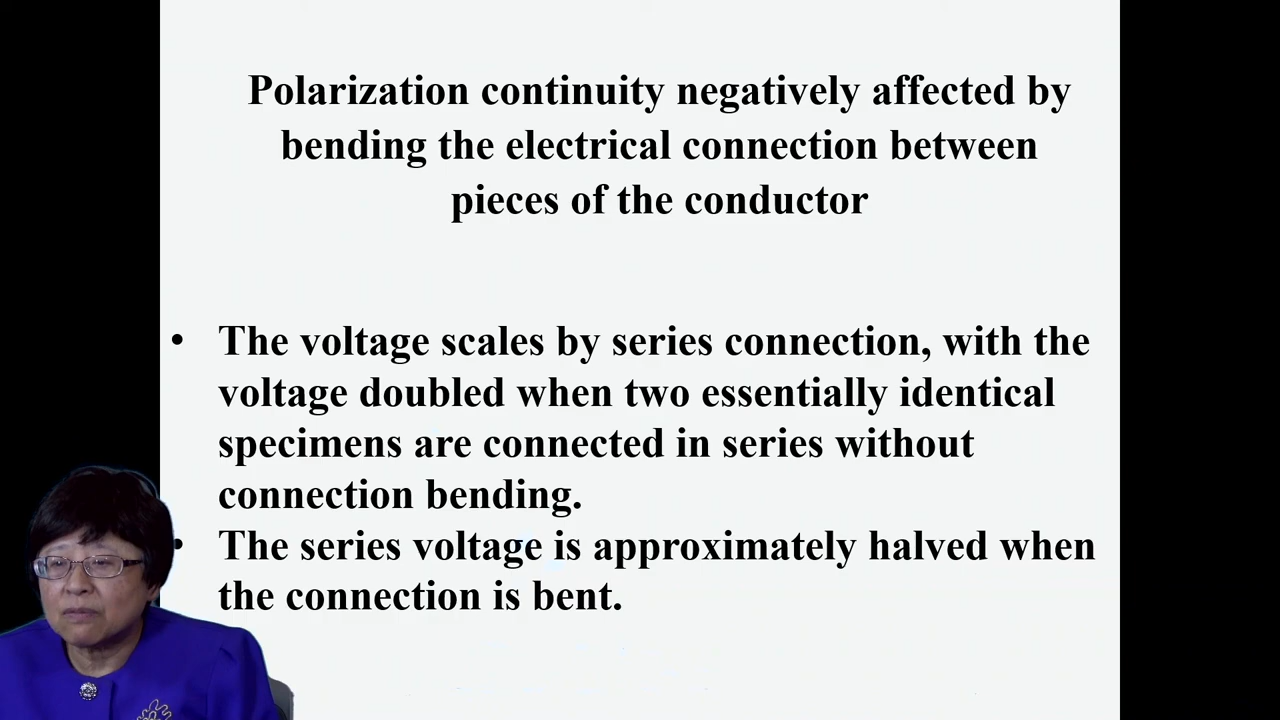 Polarization continuity negatively affected by
bending the electrical connection between
pieces of the conductor
• The voltage scales by series connection, with the
voltage doubled when two essentially identical
specimens are connected in series without
connection bending.
• The series voltage is approximately halved when
the connection is bent.